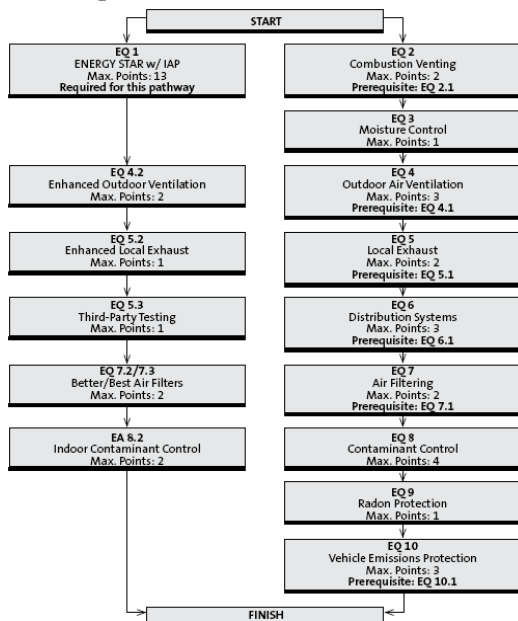 START
EQ 1
ENERGY STAR w/ IAP
Max. Points: 13
Required for this pathway
EQ 4.2
Enhanced Outdoor Ventilation
Max. Points: 2
EQ 5.2
Enhanced Local Exhaust
Max. Points: 1
EQ 5.3
Third-Party Testing
Max. Points: 1
EQ 7.2/7.3
Better/Best Air Filters
Max. Points: 2
EA 8.2
Indoor Contaminant Control
Max. Points: 2
EQ 2
Combustion Venting
Max. Points: 2
Prerequisite: EQ 2.1
EQ 3
Moisture Control
Max. Points: 1
EQ 4
Outdoor Air Ventilation
Max. Points: 3
Prerequisite: EQ 4.1
EQ 5
Local Exhaust
Max. Points: 2
Prerequisite: EQ 5.1
EQ 6
Distribution Systems
Max. Points: 3
Prerequisite: EQ 6.1
EQ 7
Air Filtering
Max. Points: 2
Prerequisite: EQ 7.1
EQ 8
Contaminant Control
Max. Points: 4
EQ 9
Radon Protection
Max. Points: 1
EQ 10
Vehicle Emissions Protection
Max. Points: 3
Prerequisite: EQ 10.1
FINISH